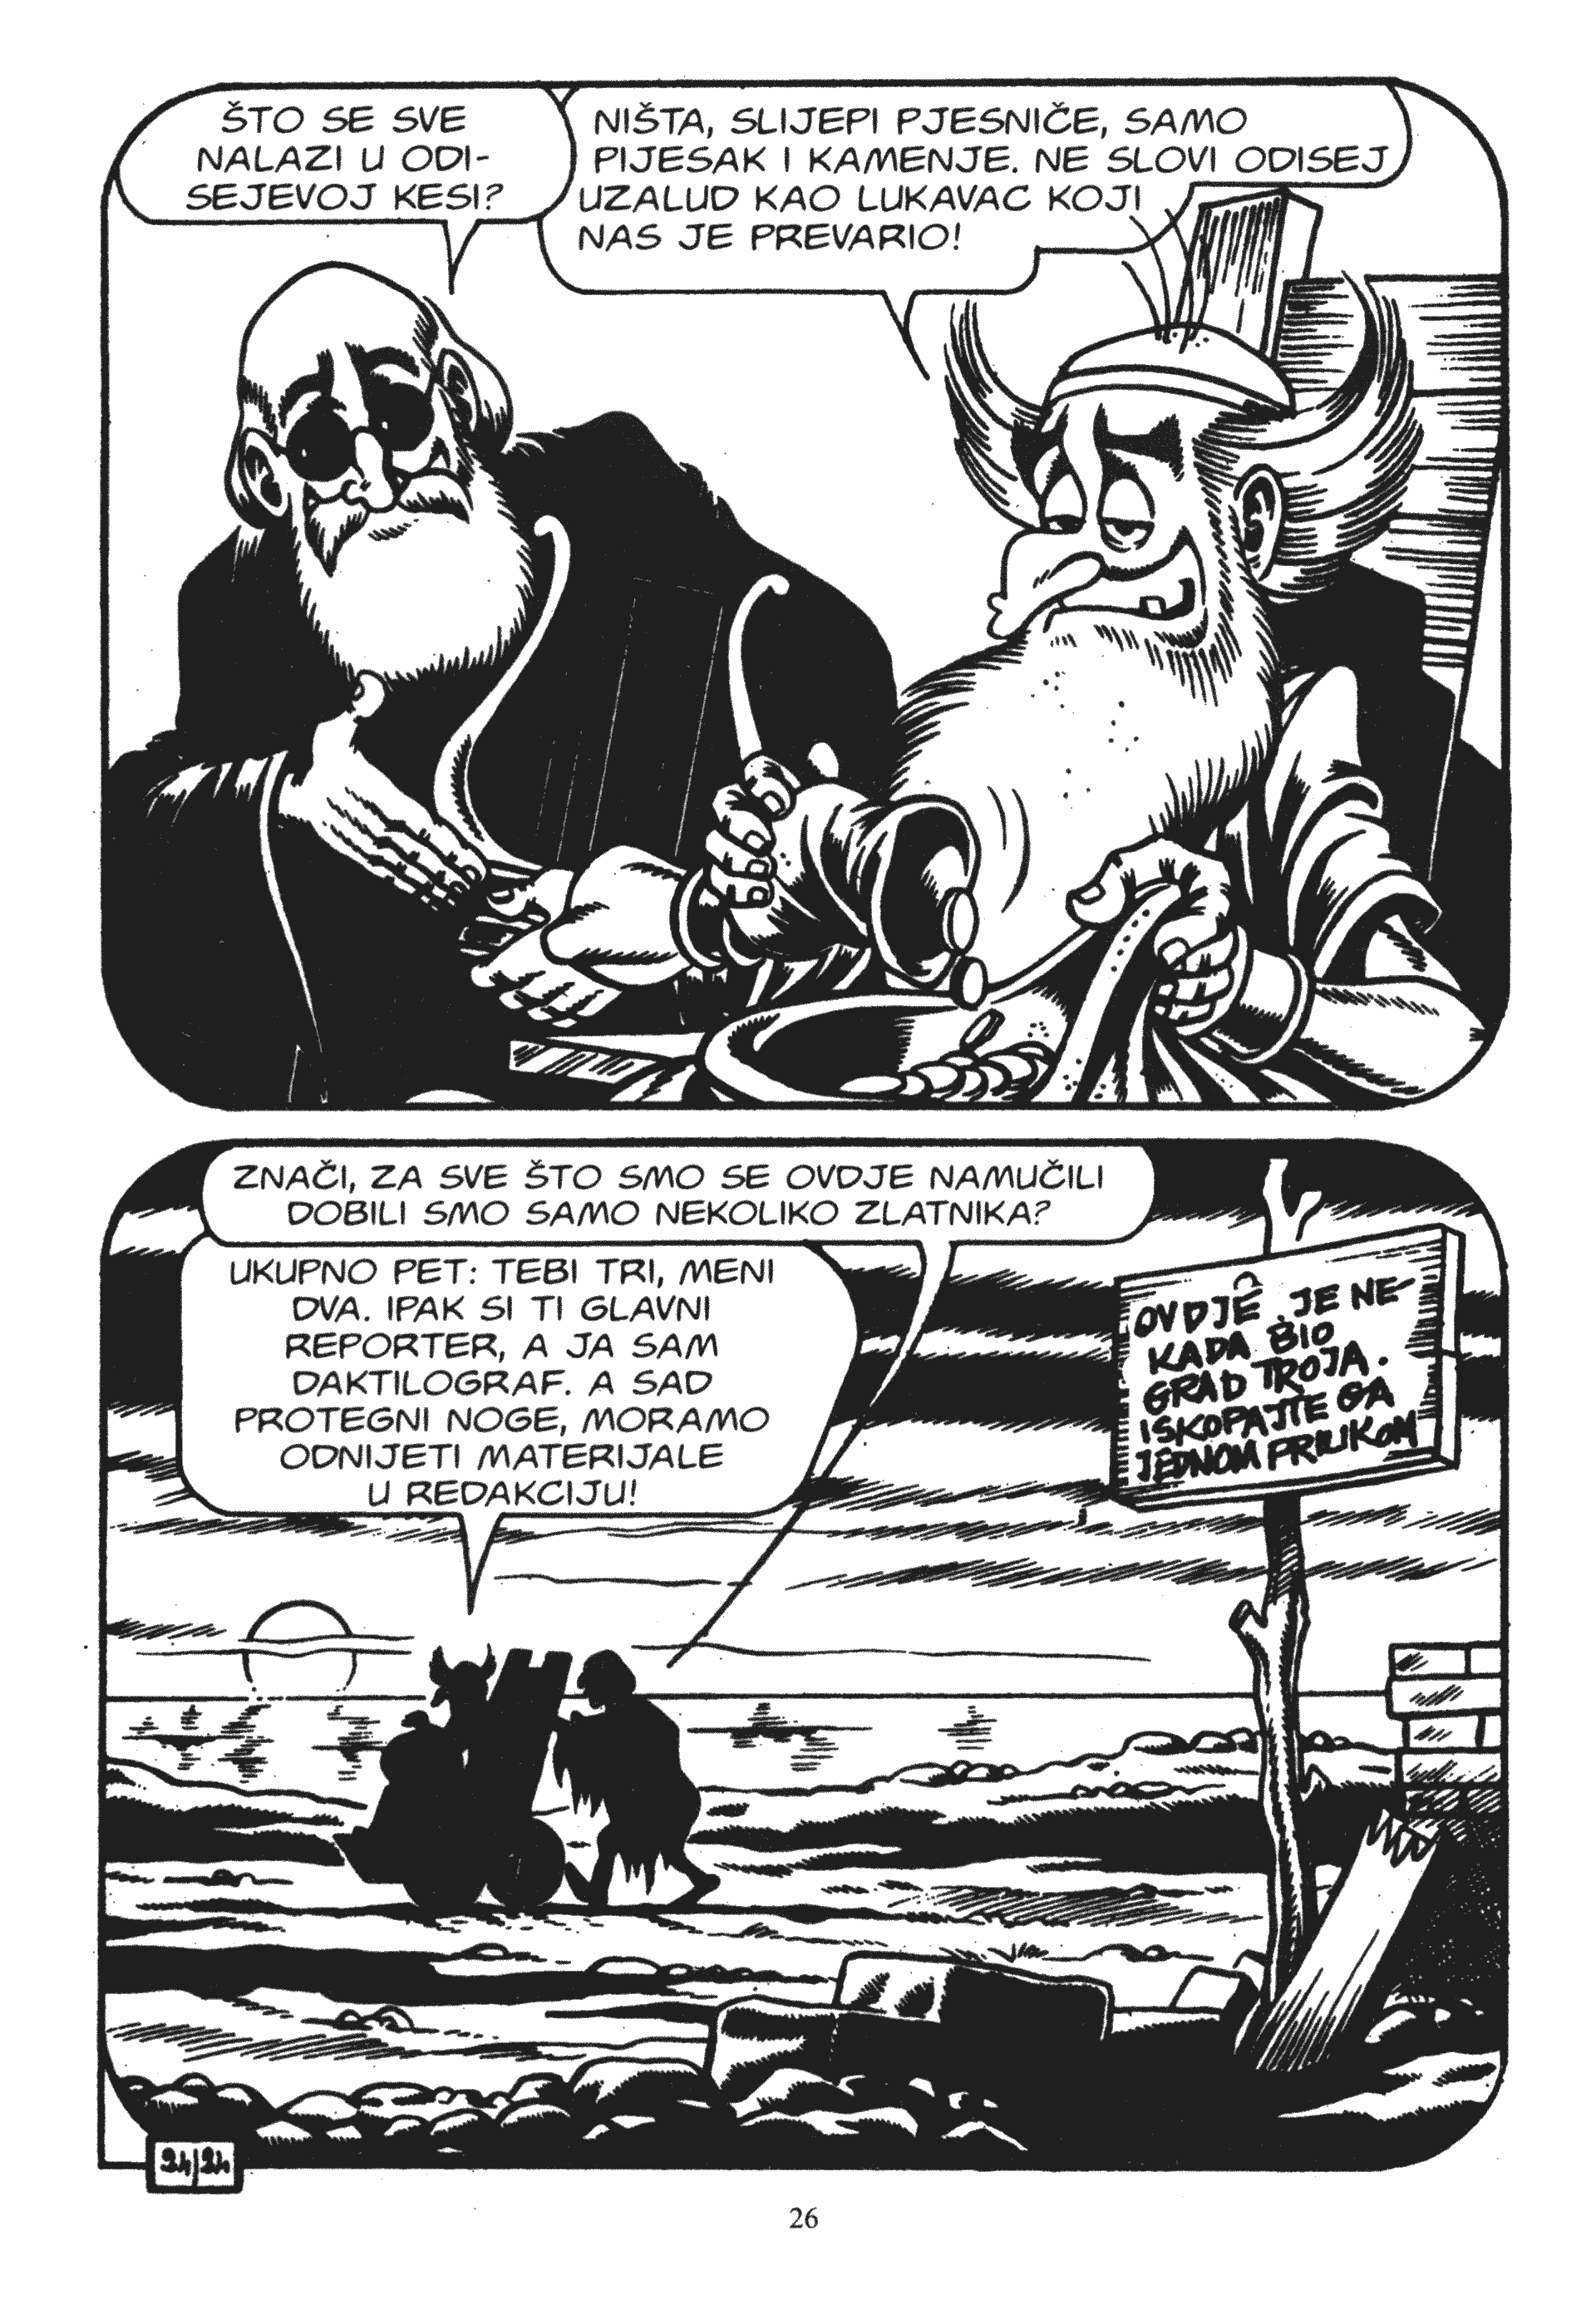 ŠTO SE SVE
NALAZI U ODI-
SEJEVOJ KESI?
NIŠTA, SLIJEPI PJESNIČE, SAMO
PIJESAK I KAMENJE. NE SLOVI ODISEJ
UZALUD KAO LUKAVAC KOJI
NAS JE PREVARIO!
ZNAČI, ZA SVE ŠTO SMO SE OVDJE NAMUČILI
DOBILI SMO SAMO NEKOLIKO ZLATNIKA?
UKUPNO PET: TEBI TRI, MENI
DVA. IPAK SI TI GLAVNI
REPORTER, A JA SAM
DAKTILOGRAF. A SAD
PROTEGNI NOGE, MORAMO
ODNIJETI MATERIJALE
U REDAKCIJU!
OVDJE JE NE-
KADA BIO
GRAD TROJA.
ISKOPAJTE GA
JEDNOM PRILIKOM
24/24
26